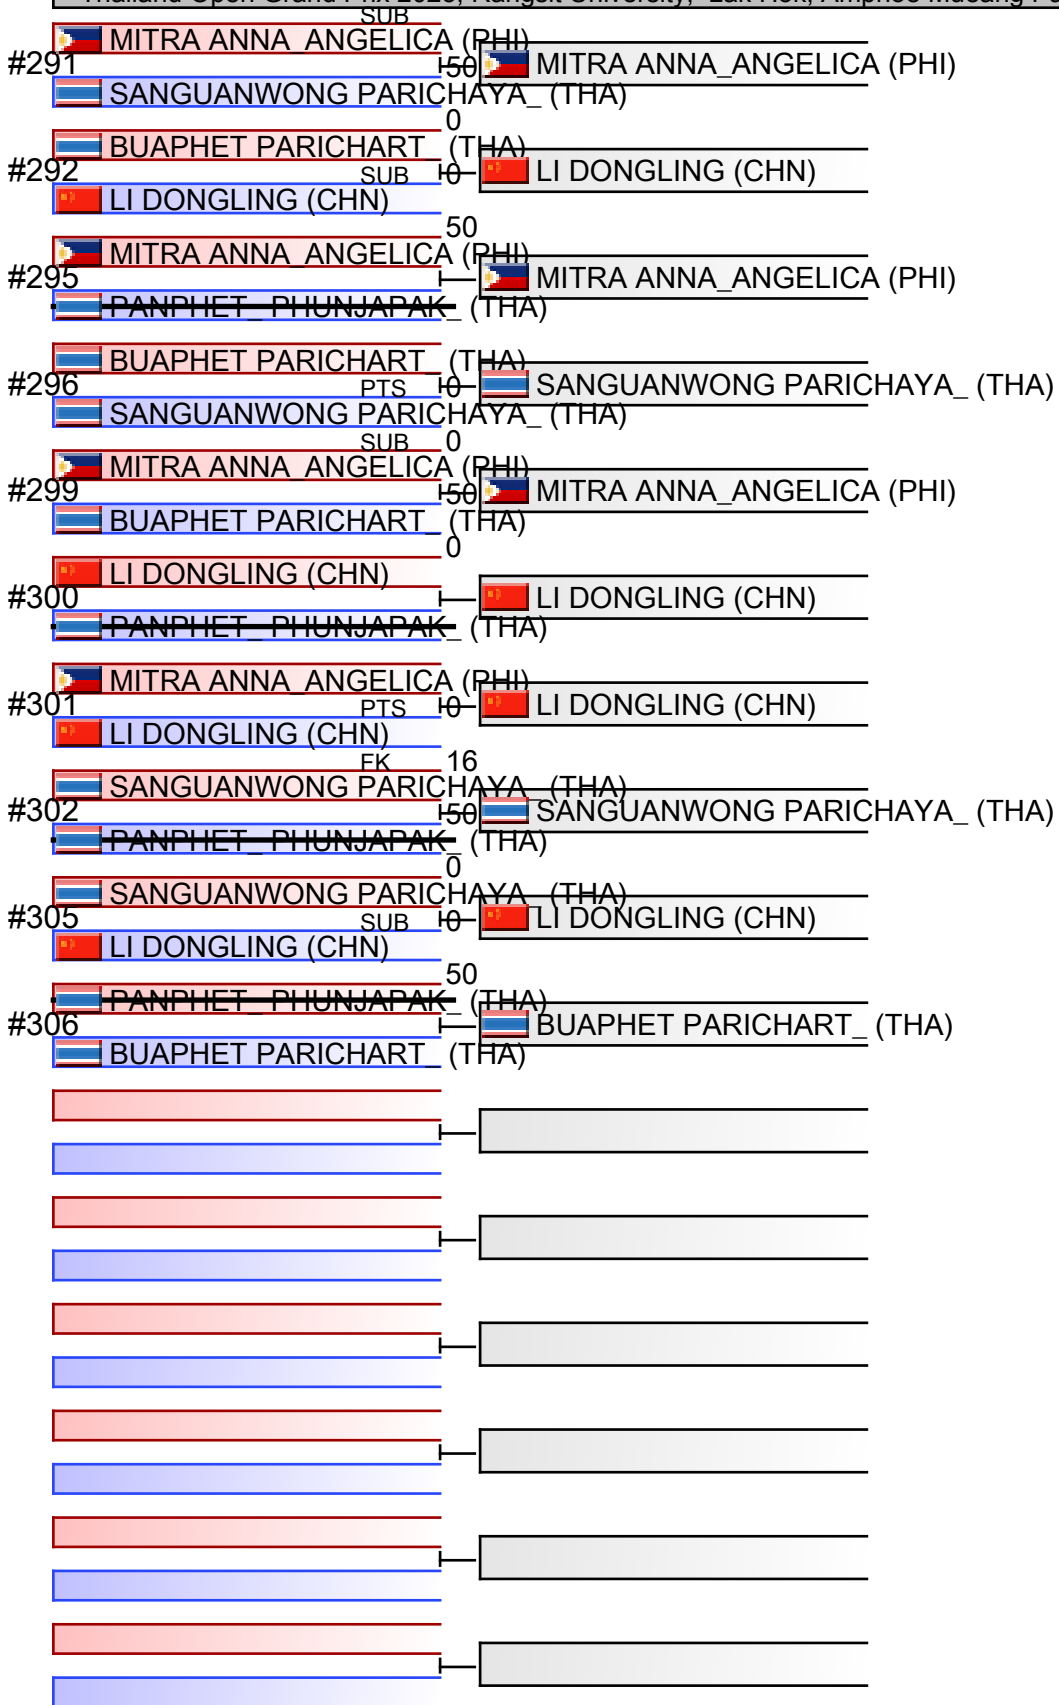 Thailand Open Grand Prix 2023, Rangsit University,
SUB
MITRA ANNA_ANGELICA (PHI)
#291 50 MITRA ANNA_ANGELICA (PHI)
SANGUANWONG PARICHAYA_ (THA)
0
BUAPHET PARICHART_ (THA)
#292 SUB 0 LI DONGLING (CHN)
LI DONGLING (CHN)
50
MITRA ANNA_ANGELICA (PHI)
#295 MITRA ANNA_ANGELICA (PHI)
PANPHET_ PHUNJAPAK_ (THA)
BUAPHET PARICHART_ (THA)
#296 PTS 0 SANGUANWONG PARICHAYA_ (THA)
SANGUANWONG PARICHAYA_ (THA)
SUB 0
MITRA ANNA_ANGELICA (PHI)
#299 50 MITRA ANNA_ANGELICA (PHI)
BUAPHET PARICHART_ (THA)
0
LI DONGLING (CHN)
#300 LI DONGLING (CHN)
PANPHET_ PHUNJAPAK_ (THA)
MITRA ANNA_ANGELICA (PHI)
#301 PTS 0 LI DONGLING (CHN)
LI DONGLING (CHN)
FK 16
SANGUANWONG PARICHAYA_ (THA)
#302 50 SANGUANWONG PARICHAYA_ (THA)
PANPHET_ PHUNJAPAK_ (THA)
0
SANGUANWONG PARICHAYA_ (THA)
#305 SUB 0 LI DONGLING (CHN)
LI DONGLING (CHN)
50
PANPHET_ PHUNJAPAK_ (THA)
#306 BUAPHET PARICHART_ (THA)
BUAPHET PARICHART_ (THA)